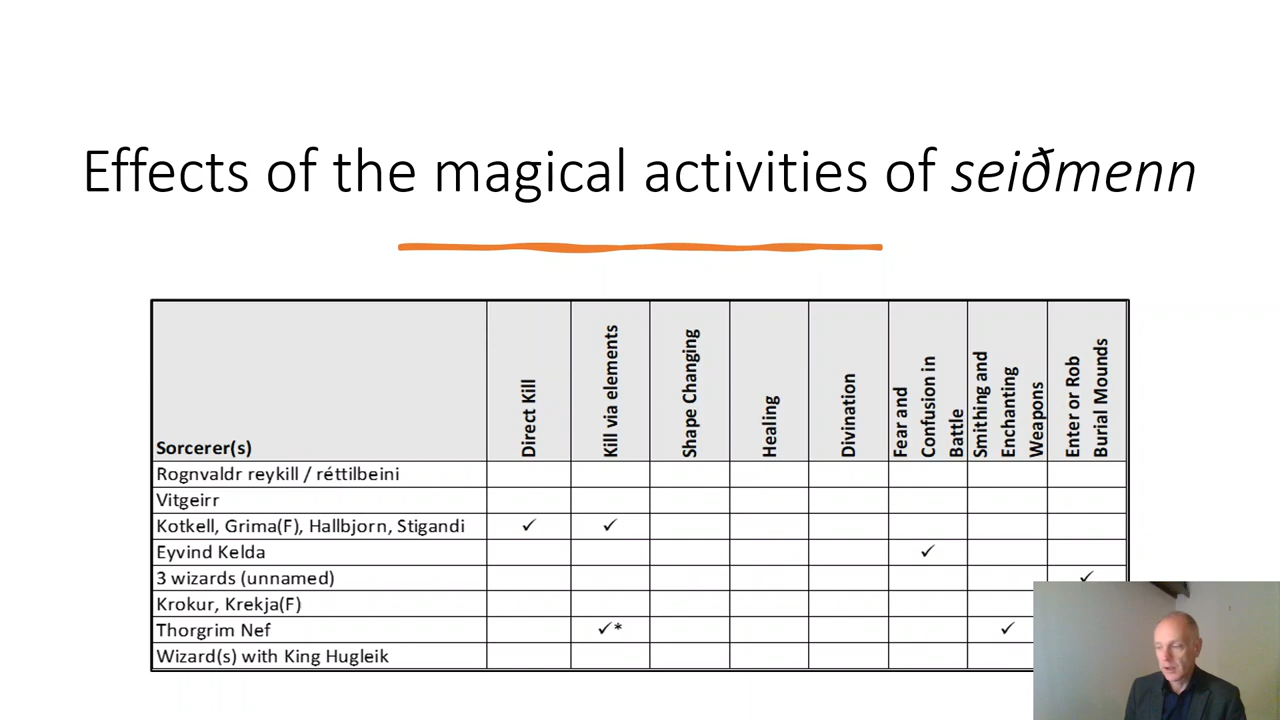 Effects of the magical activities of seiðmenn
Sorcerer(s) Direct Kill Kill via elements Shape Changing Healing Divination Fear and Confusion in Battle Smithing and Enchanting Weapons Enter or Rob Burial Mounds
Rognvaldr reykill / réttilbeini
Vitgeirr
Kotkell, Grima(F), Hallbjorn, Stigandi ✓ ✓
Eyvind Kelda ✓
3 wizards (unnamed) ✓
Krokur, Krekja(F)
Thorgrim Nef ✓* ✓
Wizard(s) with King Hugleik